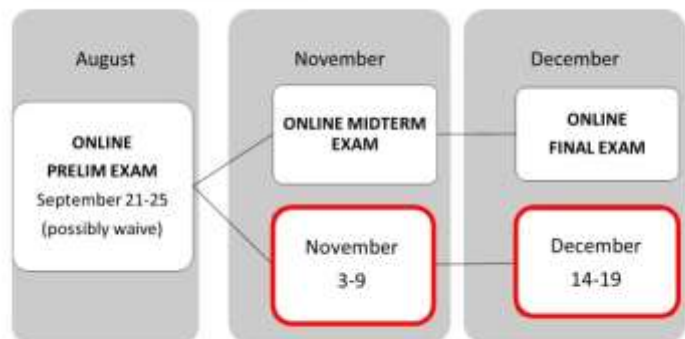 August
ONLINE
PRELIM EXAM
September 21-25
(possibly waive)
November
ONLINE MIDTERM
EXAM
November
3-9
December
ONLINE
FINAL EXAM
December
14-19